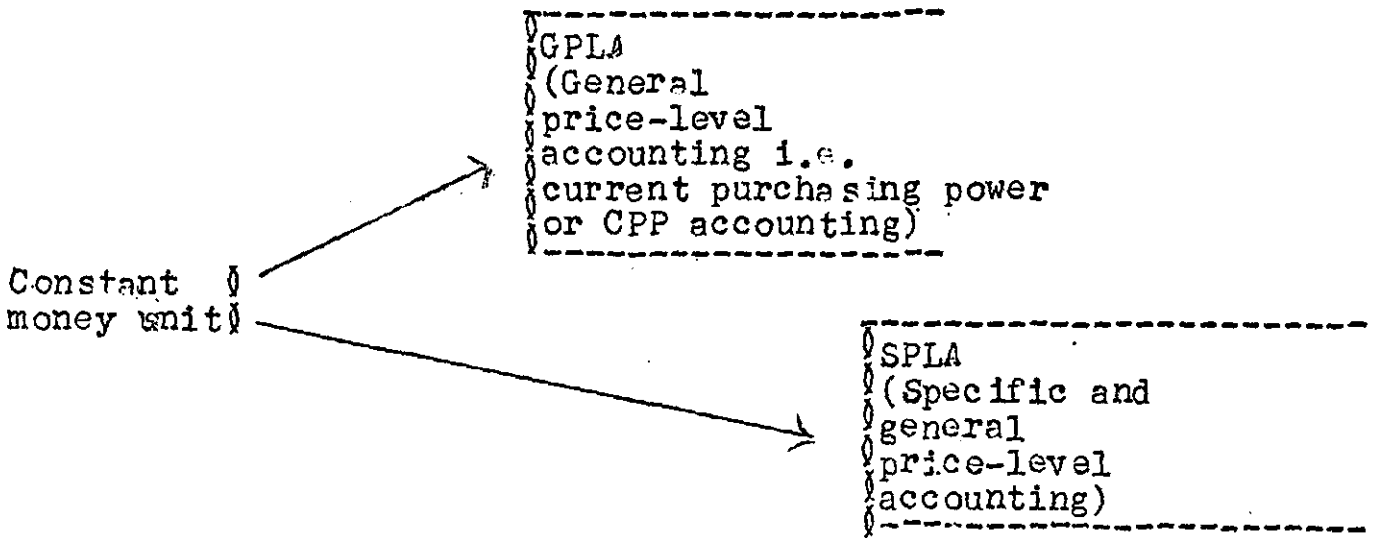 GPLA
(General
price-level
accounting i.e.
current purchasing power
or CPP accounting)
Constant
money unit
SPLA
(Specific and
general
price-level
accounting)